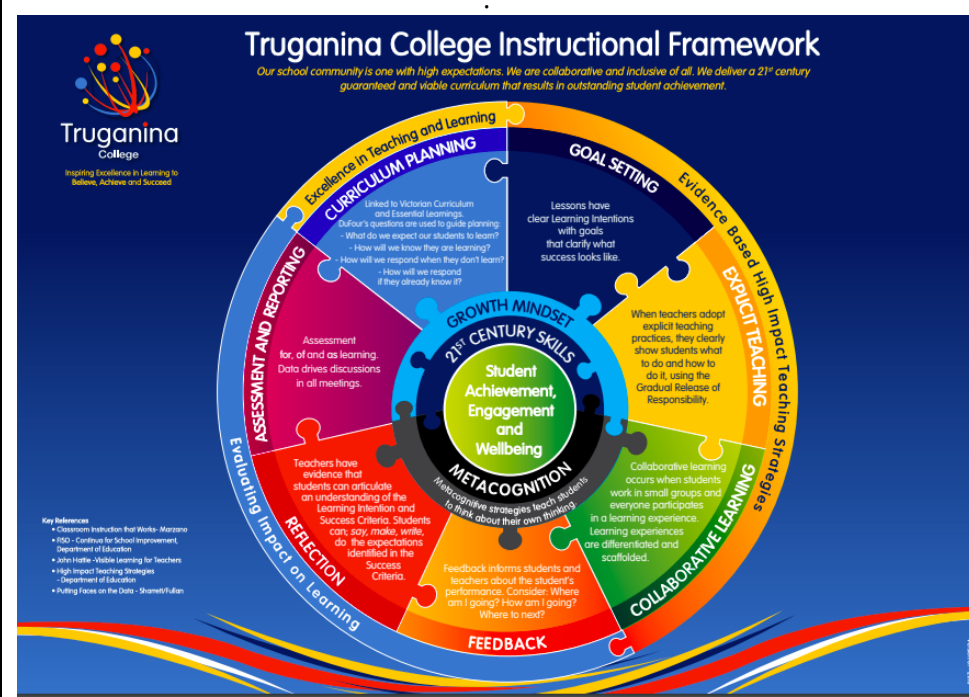 Truganina College Instructional Framework
Our school community is one with high expectations. We are collaborative and inclusive of all. We deliver a 21st century
guaranteed and viable curriculum that results in outstanding student achievement.
Truganina
College
Inspiring Excellence in Learning to
Believe, Achieve and Succeed
Excellence in Teaching and Learning
CURRICULUM PLANNING
Linked to Victorian Curriculum
and Essential Learnings.
DuFour's questions are used to guide planning:
- What do we expect our students to learn?
- How will we know they are learning?
- How will we respond when they don't learn?
- How will we respond
if they already know it?
GOAL SETTING
Lessons have
clear Learning Intentions
with goals
that clarify what
success looks like.
Evidence Based High Impact Teaching Strategies
EXPLICIT TEACHING
When teachers adopt
explicit teaching
practices, they clearly
show students what
to do and how to
do it, using the
Gradual Release of
Responsibility.
COLLABORATIVE LEARNING
Collaborative learning
occurs when students
work in small groups and
everyone participates
in a learning experience.
Learning experiences
are differentiated and
scaffolded.
FEEDBACK
Feedback informs students and
teachers about the student's
performance. Consider: Where
am I going? How am I going?
Where to next?
REFLECTION
Teachers have
evidence that
students can articulate
an understanding of the
Learning Intention and
Success Criteria. Students
can; say, make, write,
do the expectations
identified in the
Success
Criteria.
Evaluating Impact on Learning
ASSESSMENT AND REPORTING
Assessment
for, of and as learning.
Data drives discussions
in all meetings.
GROWTH MINDSET
21ST CENTURY SKILLS
Student
Achievement,
Engagement
and
Wellbeing
METACOGNITION
Metacognitive strategies teach students
to think about their own thinking.
Key References
• Classroom Instruction that Works- Marzano
• FISO - Continua for School Improvement,
Department of Education
• John Hattie -Visible Learning for Teachers
• High Impact Teaching Strategies
- Department of Education
• Putting Faces on the Data - Sharrett/Fullan